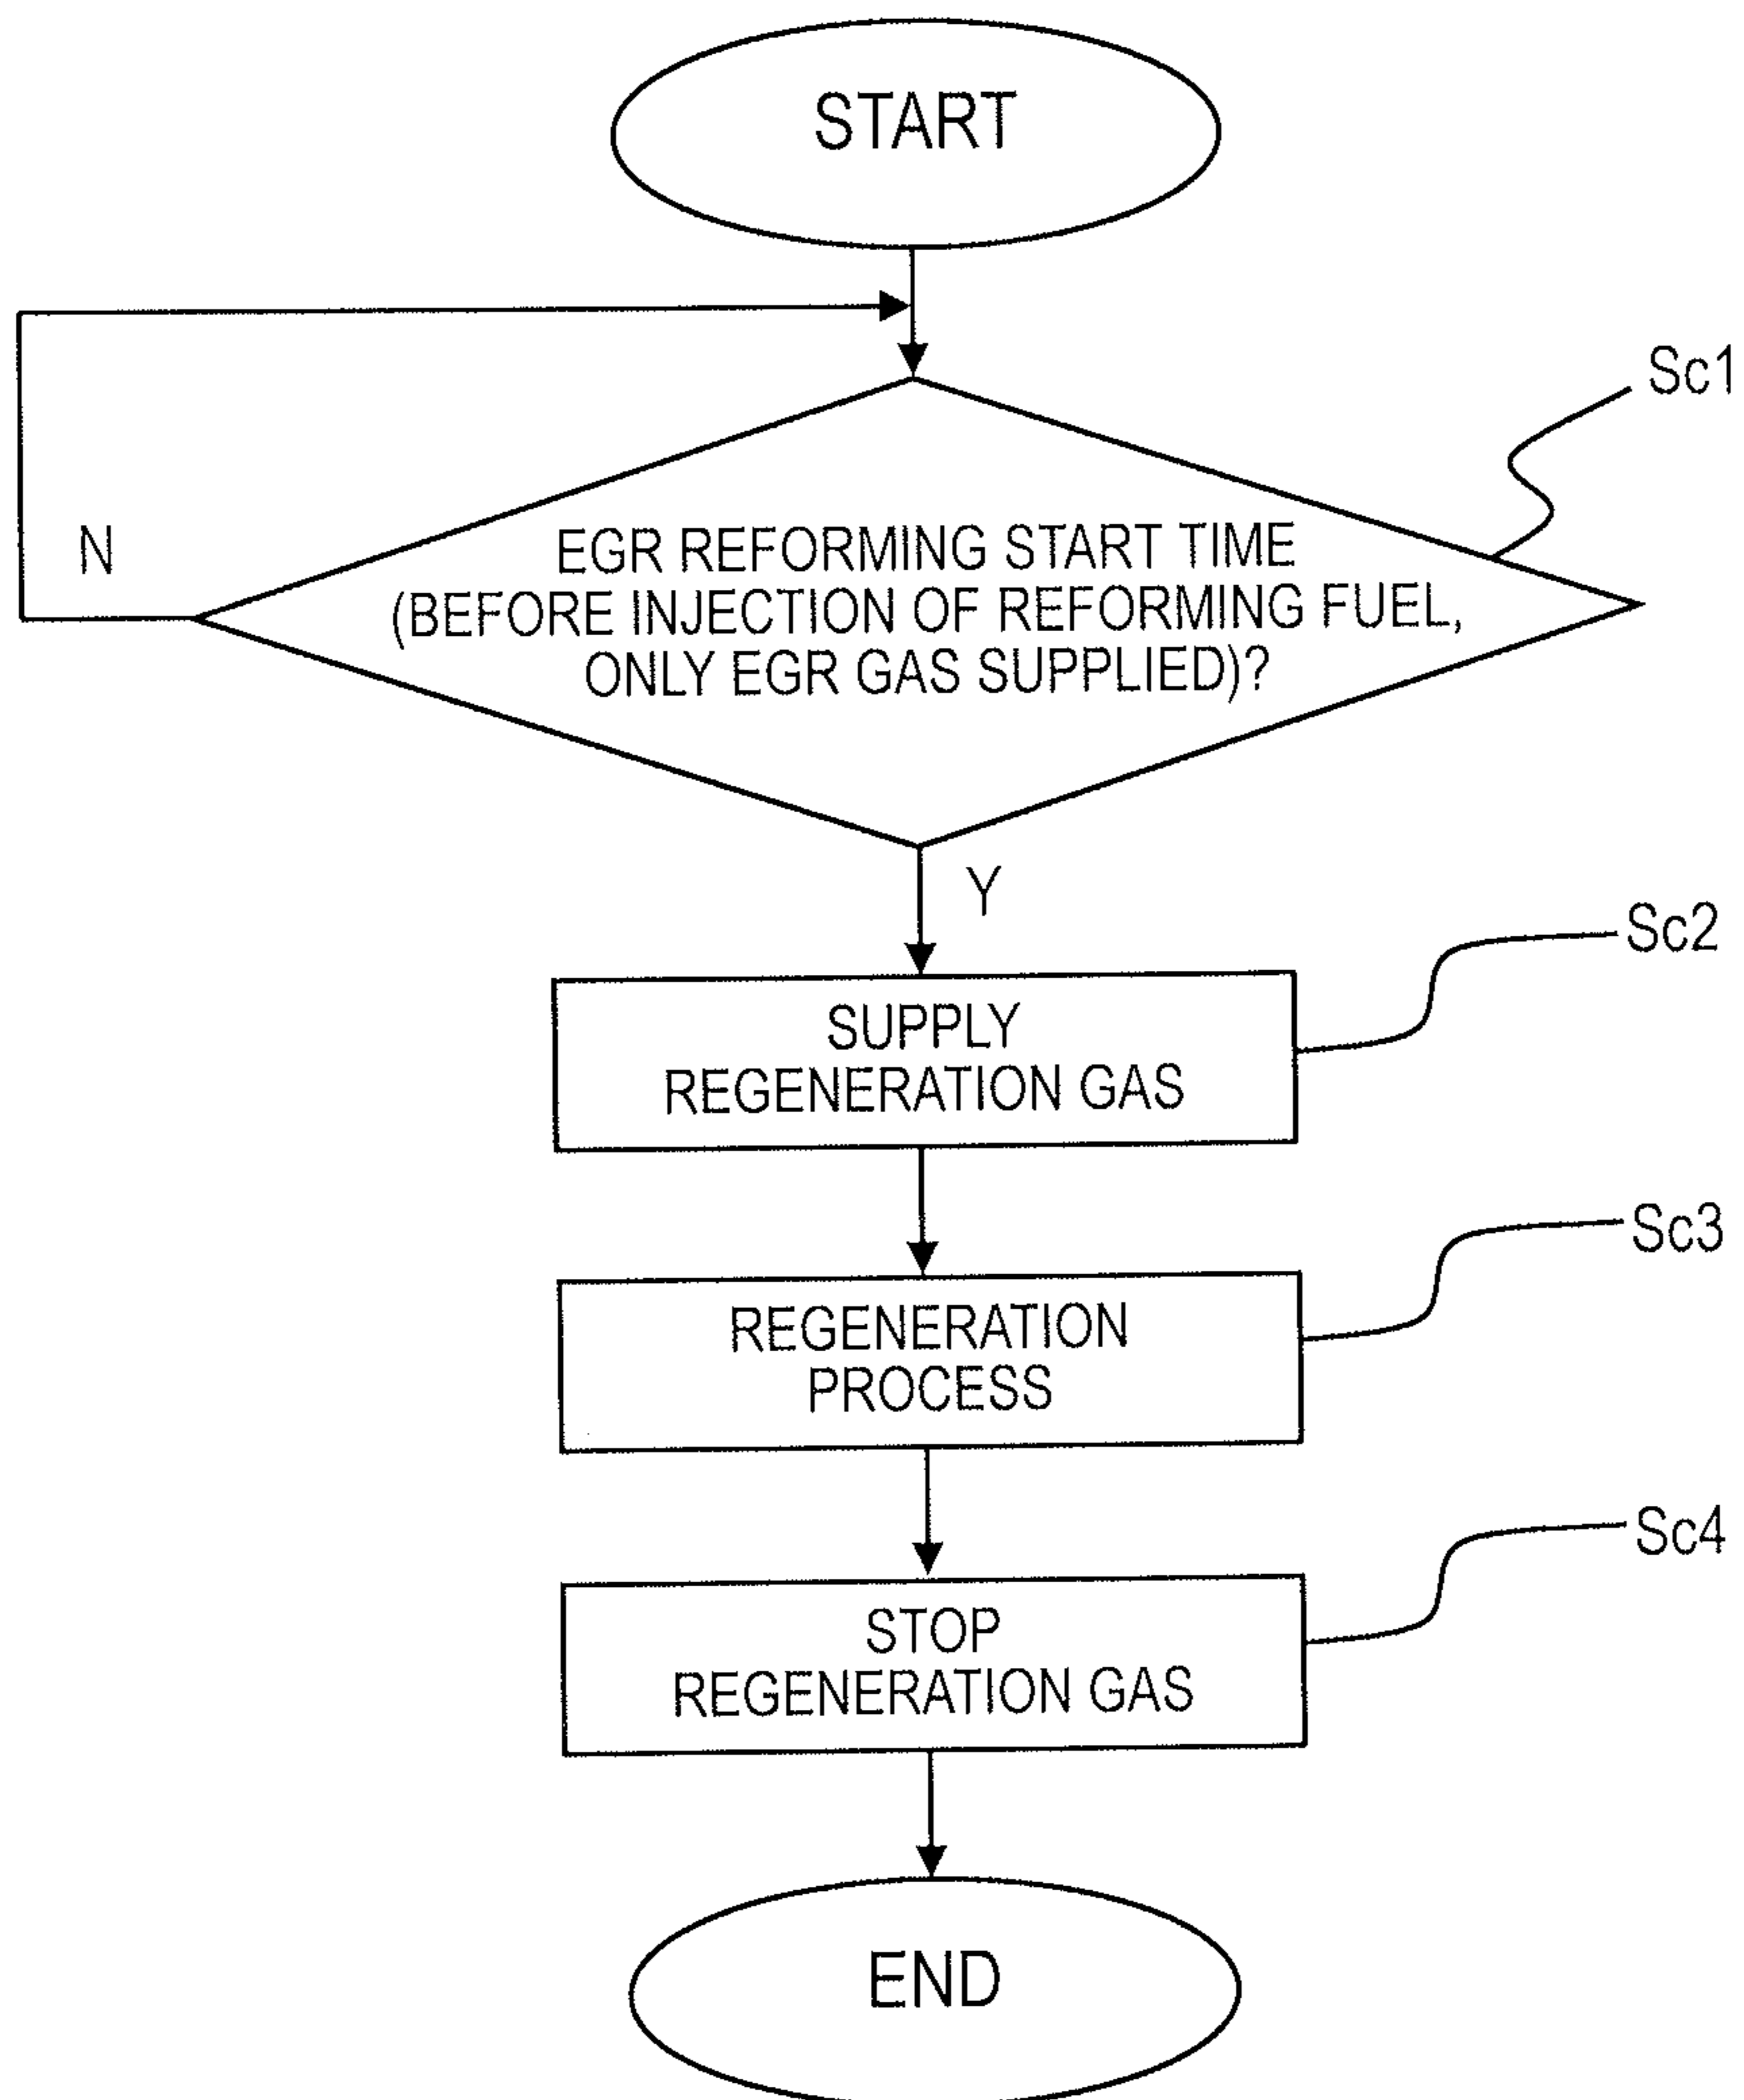 START
Sc1
N
EGR REFORMING START TIME
(BEFORE INJECTION OF REFORMING FUEL,
ONLY EGR GAS SUPPLIED)?
Y
Sc2
SUPPLY
REGENERATION GAS
Sc3
REGENERATION
PROCESS
Sc4
STOP
REGENERATION GAS
END